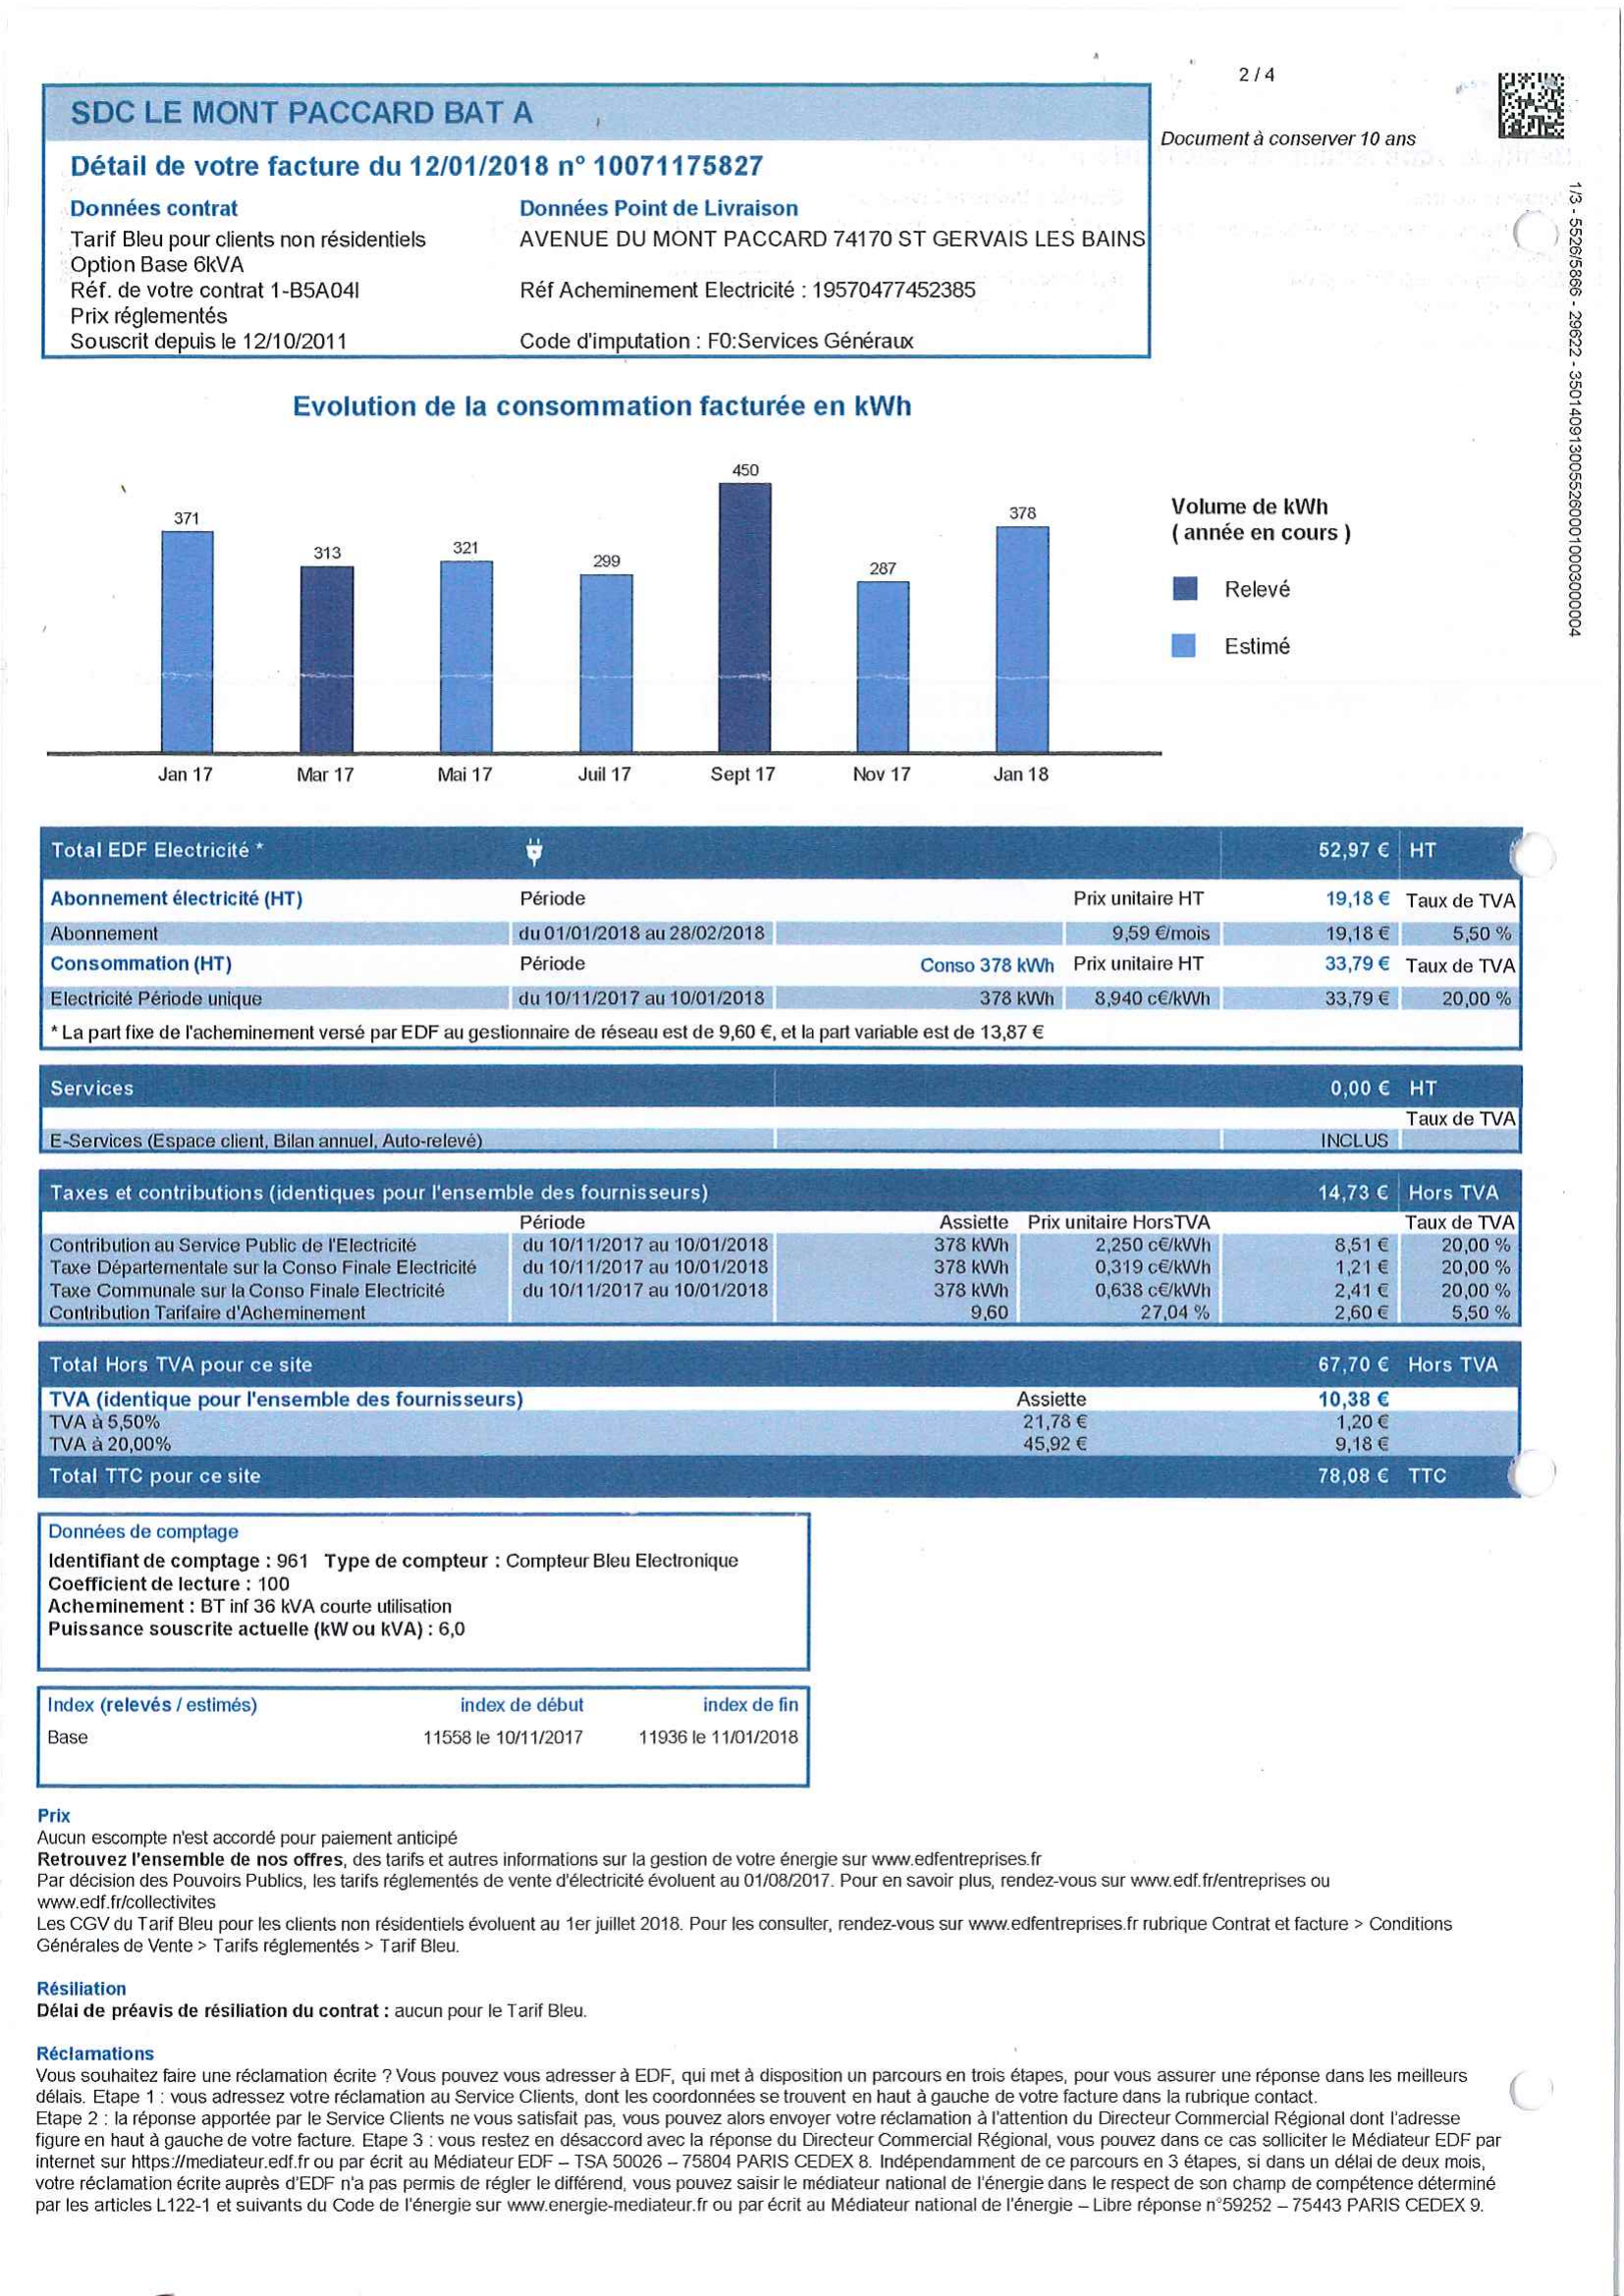 2 / 4
SDC LE MONT PACCARD BAT A
Document à conserver 10 ans
Détail de votre facture du 12/01/2018 n° 10071175827
Données contrat Données Point de Livraison
Tarif Bleu pour clients non résidentiels AVENUE DU MONT PACCARD 74170 ST GERVAIS LES BAINS
Option Base 6kVA
Réf. de votre contrat 1-B5A04I Réf Acheminement Electricité : 19570477452385
Prix réglementés
Souscrit depuis le 12/10/2011 Code d'imputation : F0:Services Généraux
1/3 - 5526/5866 - 29622 - 350140913005526000100030000004
Evolution de la consommation facturée en kWh
371 313 321 299 450 287 378
Jan 17 Mar 17 Mai 17 Juil 17 Sept 17 Nov 17 Jan 18
Volume de kWh
( année en cours )
Relevé
Estimé
Total EDF Electricité * 52,97 € HT
Abonnement électricité (HT) Période Prix unitaire HT 19,18 € Taux de TVA
Abonnement du 01/01/2018 au 28/02/2018 9,59 €/mois 19,18 € 5,50 %
Consommation (HT) Période Conso 378 kWh Prix unitaire HT 33,79 € Taux de TVA
Electricité Période unique du 10/11/2017 au 10/01/2018 378 kWh 8,940 c€/kWh 33,79 € 20,00 %
* La part fixe de l'acheminement versé par EDF au gestionnaire de réseau est de 9,60 €, et la part variable est de 13,87 €
Services 0,00 € HT
Taux de TVA
E-Services (Espace client, Bilan annuel, Auto-relevé) INCLUS
Taxes et contributions (identiques pour l'ensemble des fournisseurs) 14,73 € Hors TVA
Période Assiette Prix unitaire HorsTVA Taux de TVA
Contribution au Service Public de l'Electricité du 10/11/2017 au 10/01/2018 378 kWh 2,250 c€/kWh 8,51 € 20,00 %
Taxe Départementale sur la Conso Finale Electricité du 10/11/2017 au 10/01/2018 378 kWh 0,319 c€/kWh 1,21 € 20,00 %
Taxe Communale sur la Conso Finale Electricité du 10/11/2017 au 10/01/2018 378 kWh 0,638 c€/kWh 2,41 € 20,00 %
Contribution Tarifaire d'Acheminement 9,60 27,04 % 2,60 € 5,50 %
Total Hors TVA pour ce site 67,70 € Hors TVA
TVA (identique pour l'ensemble des fournisseurs) Assiette 10,38 €
TVA à 5,50% 21,78 € 1,20 €
TVA à 20,00% 45,92 € 9,18 €
Total TTC pour ce site 78,08 € TTC
Données de comptage
Identifiant de comptage : 961 Type de compteur : Compteur Bleu Electronique
Coefficient de lecture : 100
Acheminement : BT inf 36 kVA courte utilisation
Puissance souscrite actuelle (kW ou kVA) : 6,0
Index (relevés / estimés) index de début index de fin
Base 11558 le 10/11/2017 11936 le 11/01/2018
Prix
Aucun escompte n'est accordé pour paiement anticipé
Retrouvez l'ensemble de nos offres, des tarifs et autres informations sur la gestion de votre énergie sur www.edfentreprises.fr
Par décision des Pouvoirs Publics, les tarifs réglementés de vente d'électricité évoluent au 01/08/2017. Pour en savoir plus, rendez-vous sur www.edf.fr/entreprises ou
www.edf.fr/collectivites
Les CGV du Tarif Bleu pour les clients non résidentiels évoluent au 1er juillet 2018. Pour les consulter, rendez-vous sur www.edfentreprises.fr rubrique Contrat et facture > Conditions
Générales de Vente > Tarifs réglementés > Tarif Bleu.
Résiliation
Délai de préavis de résiliation du contrat : aucun pour le Tarif Bleu.
Réclamations
Vous souhaitez faire une réclamation écrite ? Vous pouvez vous adresser à EDF, qui met à disposition un parcours en trois étapes, pour vous assurer une réponse dans les meilleurs
délais. Etape 1 : vous adressez votre réclamation au Service Clients, dont les coordonnées se trouvent en haut à gauche de votre facture dans la rubrique contact.
Etape 2 : la réponse apportée par le Service Clients ne vous satisfait pas, vous pouvez alors envoyer votre réclamation à l'attention du Directeur Commercial Régional dont l'adresse
figure en haut à gauche de votre facture. Etape 3 : vous restez en désaccord avec la réponse du Directeur Commercial Régional, vous pouvez dans ce cas solliciter le Médiateur EDF par
internet sur https://mediateur.edf.fr ou par écrit au Médiateur EDF – TSA 50026 – 75804 PARIS CEDEX 8. Indépendamment de ce parcours en 3 étapes, si dans un délai de deux mois,
votre réclamation écrite auprès d'EDF n'a pas permis de régler le différend, vous pouvez saisir le médiateur national de l'énergie dans le respect de son champ de compétence déterminé
par les articles L122-1 et suivants du Code de l'énergie sur www.energie-mediateur.fr ou par écrit au Médiateur national de l'énergie – Libre réponse n°59252 – 75443 PARIS CEDEX 9.